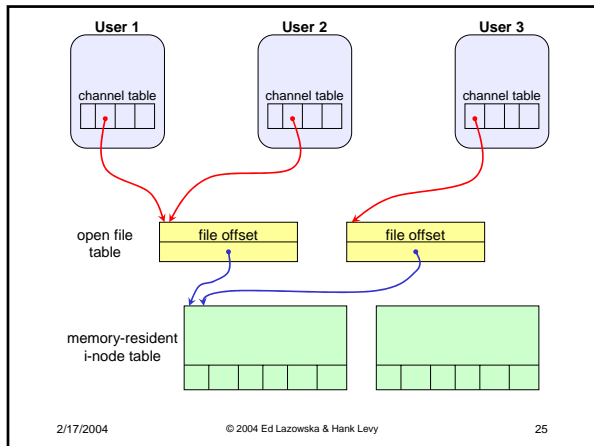 User 1 User 2 User 3
channel table channel table channel table
open file
table
file offset file offset
memory-resident
i-node table
2/17/2004 © 2004 Ed Lazowska & Hank Levy 25